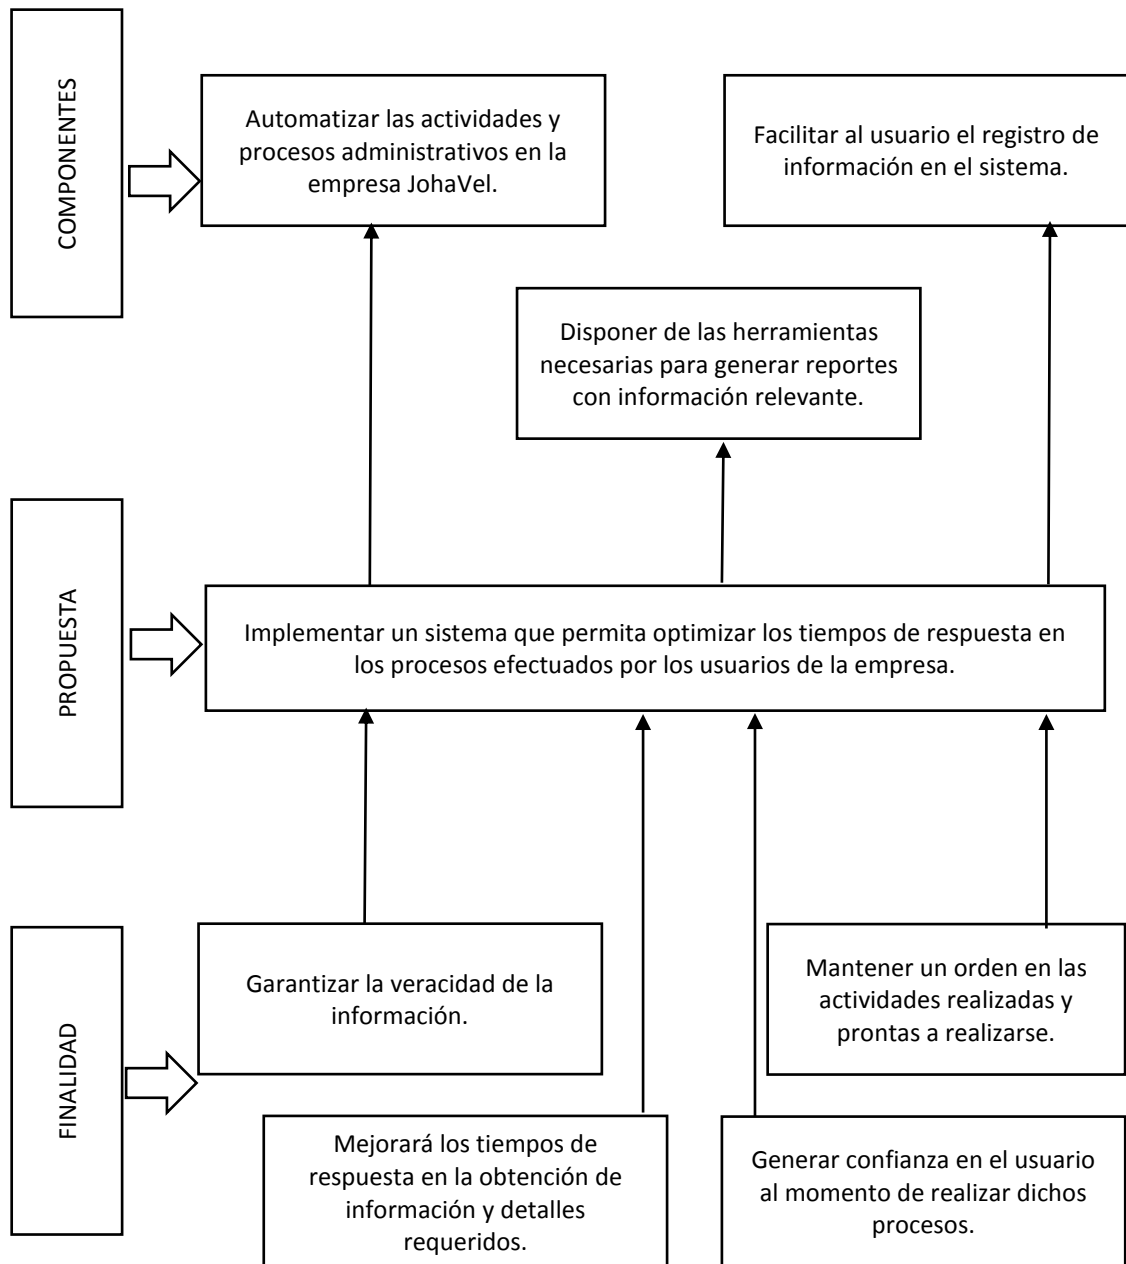 COMPONENTES
Automatizar las actividades y
procesos administrativos en la
empresa JohaVel.
Facilitar al usuario el registro de
información en el sistema.
Disponer de las herramientas
necesarias para generar reportes
con información relevante.
PROPUESTA
Implementar un sistema que permita optimizar los tiempos de respuesta en
los procesos efectuados por los usuarios de la empresa.
FINALIDAD
Garantizar la veracidad de la
información.
Mantener un orden en las
actividades realizadas y
prontas a realizarse.
Mejorará los tiempos de
respuesta en la obtención de
información y detalles
requeridos.
Generar confianza en el usuario
al momento de realizar dichos
procesos.